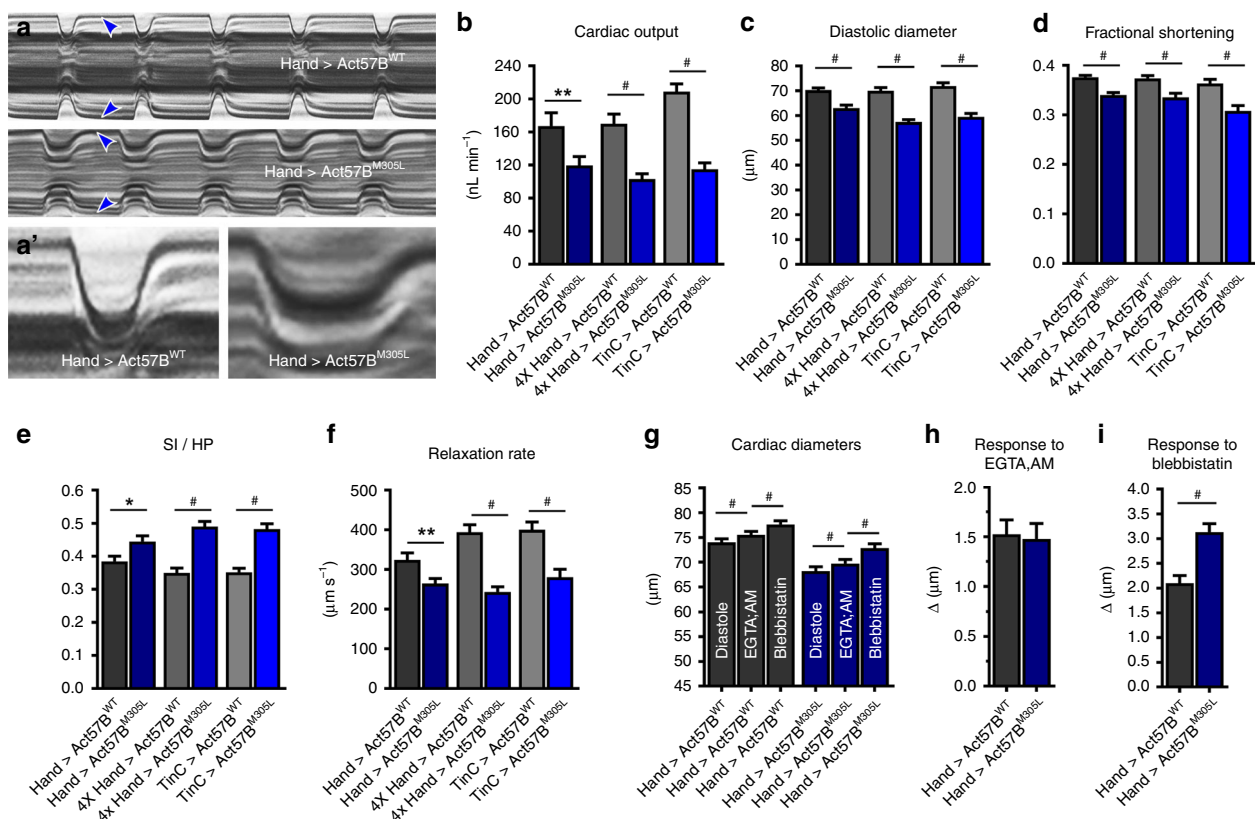 a
Hand > Act57B^WT
Hand > Act57B^M305L
a'
Hand > Act57B^WT
Hand > Act57B^M305L
b
Cardiac output
(nL min⁻¹)
240
200
160
120
80
40
0
**
#
#
Hand > Act57B^WT
Hand > Act57B^M305L
4X Hand > Act57B^WT
4x Hand > Act57B^M305L
TinC > Act57B^WT
TinC > Act57B^M305L
c
Diastolic diameter
(μm)
80
70
60
50
40
30
20
10
0
#
#
#
Hand > Act57B^WT
Hand > Act57B^M305L
4X Hand > Act57B^WT
4x Hand > Act57B^M305L
TinC > Act57B^WT
TinC > Act57B^M305L
d
Fractional shortening
0.4
0.3
0.2
0.1
0.0
#
#
#
Hand > Act57B^WT
Hand > Act57B^M305L
4X Hand > Act57B^WT
4x Hand > Act57B^M305L
TinC > Act57B^WT
TinC > Act57B^M305L
e
SI / HP
0.6
0.5
0.4
0.3
0.2
0.1
0.0
*
#
#
Hand > Act57B^WT
Hand > Act57B^M305L
4X Hand > Act57B^WT
4x Hand > Act57B^M305L
TinC > Act57B^WT
TinC > Act57B^M305L
f
Relaxation rate
(μm s⁻¹)
500
400
300
200
100
0
**
#
#
Hand > Act57B^WT
Hand > Act57B^M305L
4X Hand > Act57B^WT
4x Hand > Act57B^M305L
TinC > Act57B^WT
TinC > Act57B^M305L
g
Cardiac diameters
(μm)
85
80
75
70
65
60
55
50
45
#
#
#
#
Diastole
EGTA;AM
Blebbistatin
Diastole
EGTA;AM
Blebbistatin
Hand > Act57B^WT
Hand > Act57B^WT
Hand > Act57B^WT
Hand > Act57B^M305L
Hand > Act57B^M305L
Hand > Act57B^M305L
h
Response to
EGTA,AM
Δ (μm)
2.0
1.5
1.0
0.5
0.0
Hand > Act57B^WT
Hand > Act57B^M305L
i
Response to
blebbistatin
Δ (μm)
4.0
3.5
3.0
2.5
2.0
1.5
1.0
0.5
0.0
#
Hand > Act57B^WT
Hand > Act57B^M305L